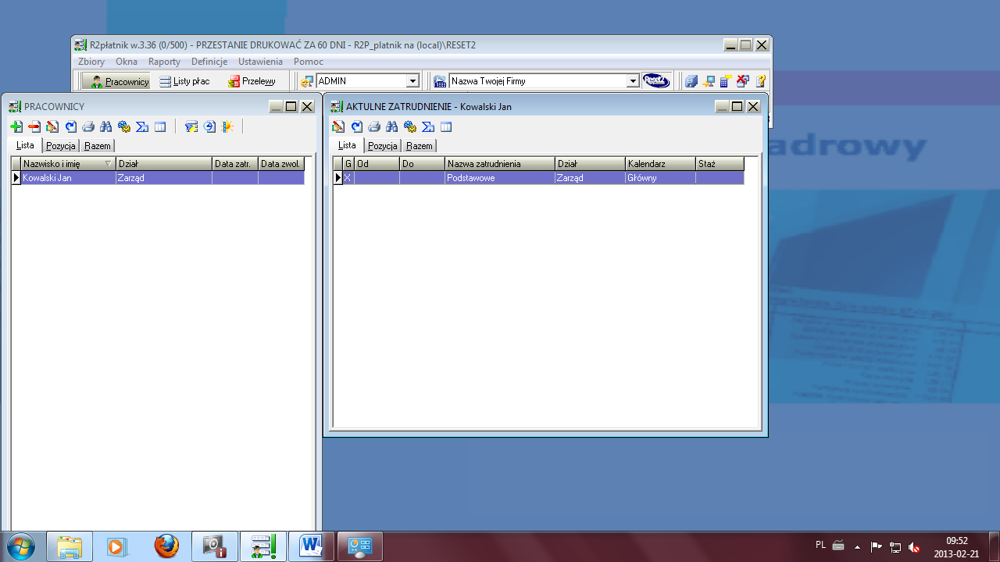 R2płatnik w.3.36 (0/500) - PRZESTANIE DRUKOWAĆ ZA 60 DNI - R2P_platnik na (local)\RESET2
Zbiory Okna Raporty Definicje Ustawienia Pomoc
Pracownicy Listy płac Przelewy ADMIN Nazwa Twojej Firmy Reset2
PRACOWNICY
Lista Pozycja Razem
Nazwisko i imię Dział Data zatr. Data zwol.
Kowalski Jan Zarząd
AKTULNE ZATRUDNIENIE - Kowalski Jan
Lista Pozycja Razem
G Od Do Nazwa zatrudnienia Dział Kalendarz Staż
X Podstawowe Zarząd Główny
adrowy
PL 09:52
2013-02-21